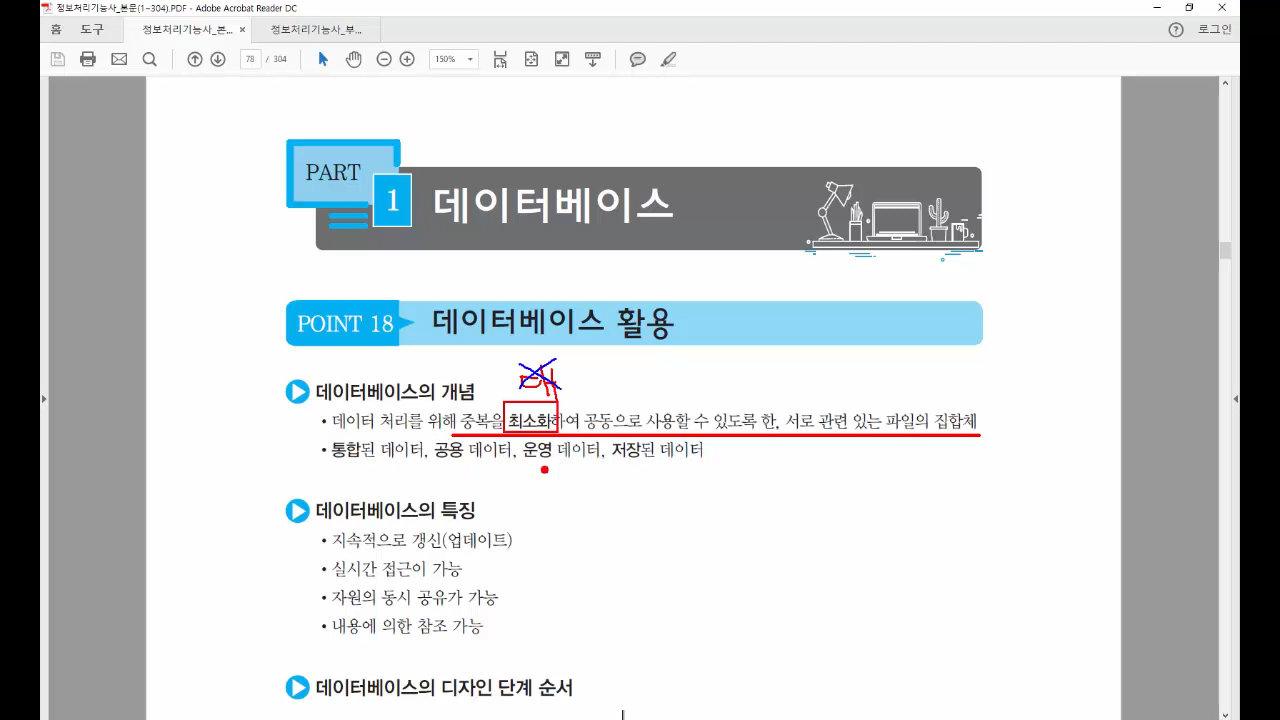 정보처리기능사_본문(1~304).PDF - Adobe Acrobat Reader DC
홈 도구 정보처리기능사_본... × 정보처리기능사_부... 로그인
78 / 304 150%
PART
1
데이터베이스
POINT 18 데이터베이스 활용
데이터베이스의 개념
• 데이터 처리를 위해 중복을 최소화하여 공동으로 사용할 수 있도록 한, 서로 관련 있는 파일의 집합체
• 통합된 데이터, 공용 데이터, 운영 데이터, 저장된 데이터
데이터베이스의 특징
• 지속적으로 갱신(업데이트)
• 실시간 접근이 가능
• 자원의 동시 공유가 가능
• 내용에 의한 참조 가능
데이터베이스의 디자인 단계 순서